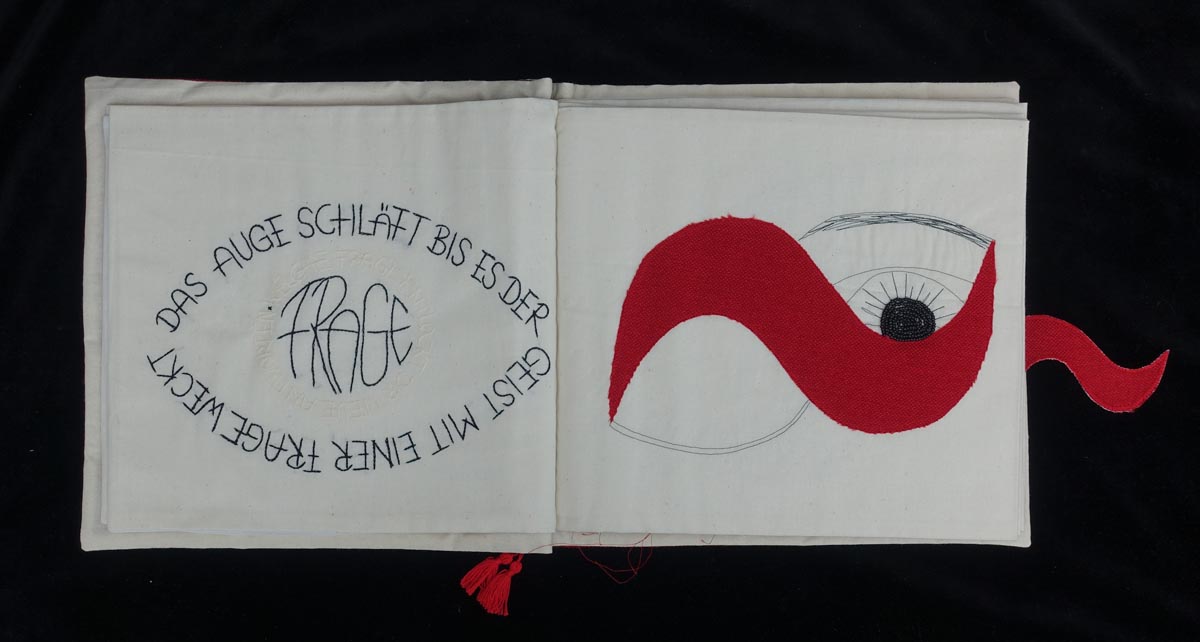 DAS AUGE SCHLÄFT BIS ES DER GEIST MIT EINER FRAGE WECKT
FRAGE